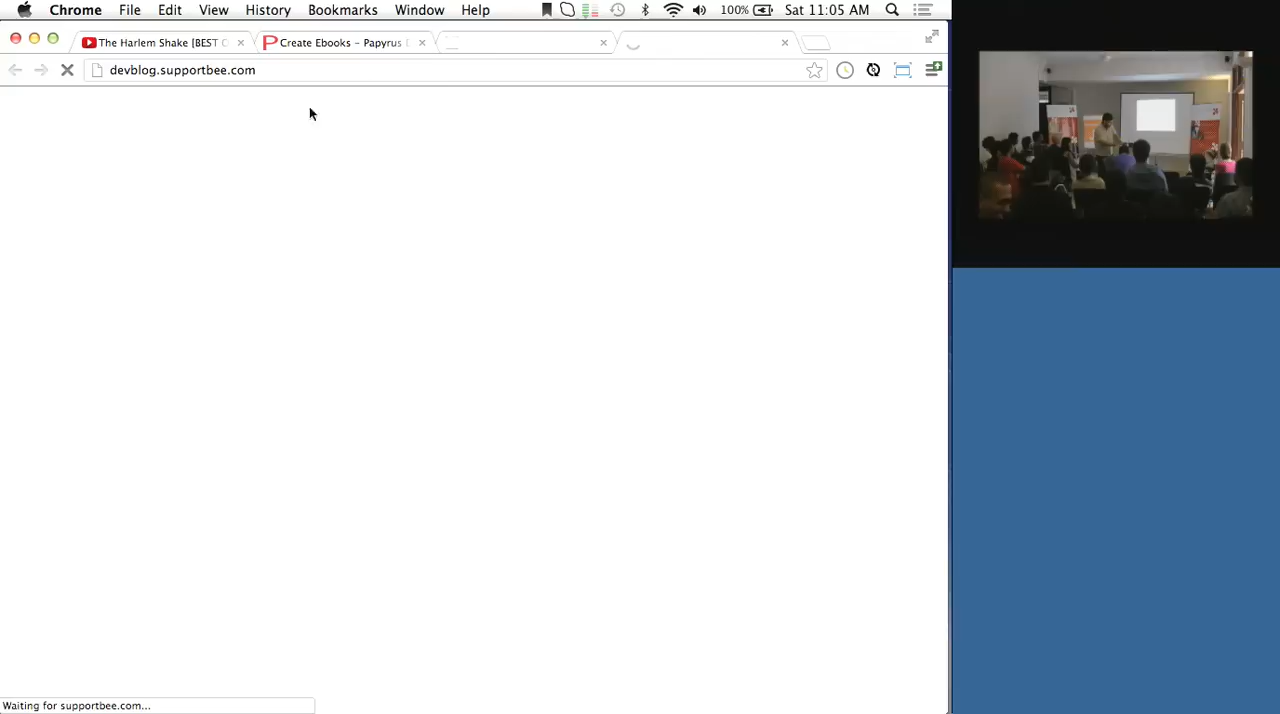 Chrome File Edit View History Bookmarks Window Help 100% Sat 11:05 AM
The Harlem Shake [BEST
Create Ebooks – Papyrus
devblog.supportbee.com
Waiting for supportbee.com...